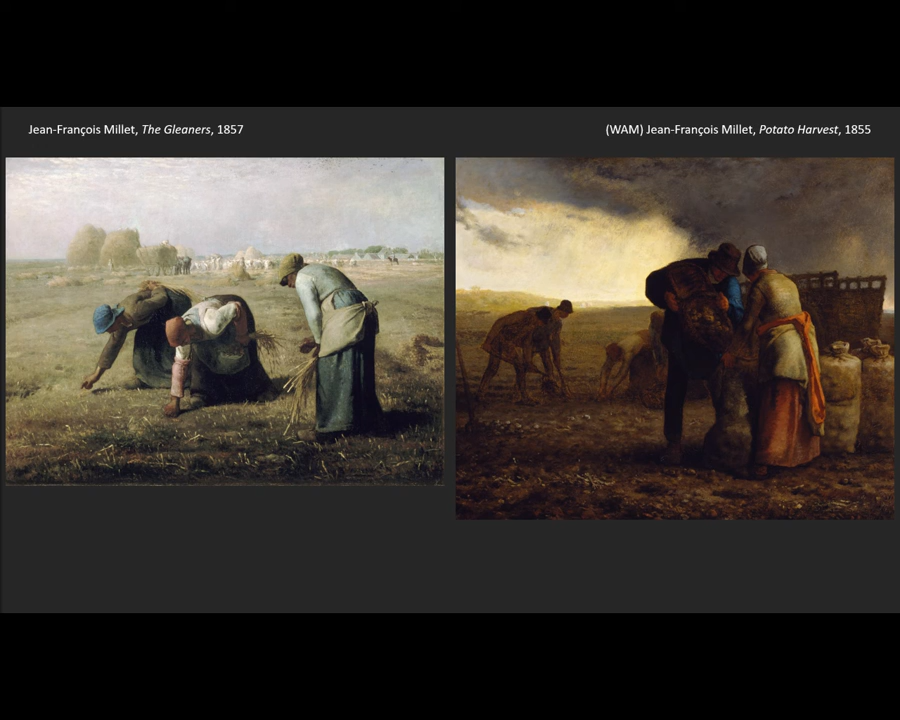 Jean-François Millet, The Gleaners, 1857
(WAM) Jean-François Millet, Potato Harvest, 1855